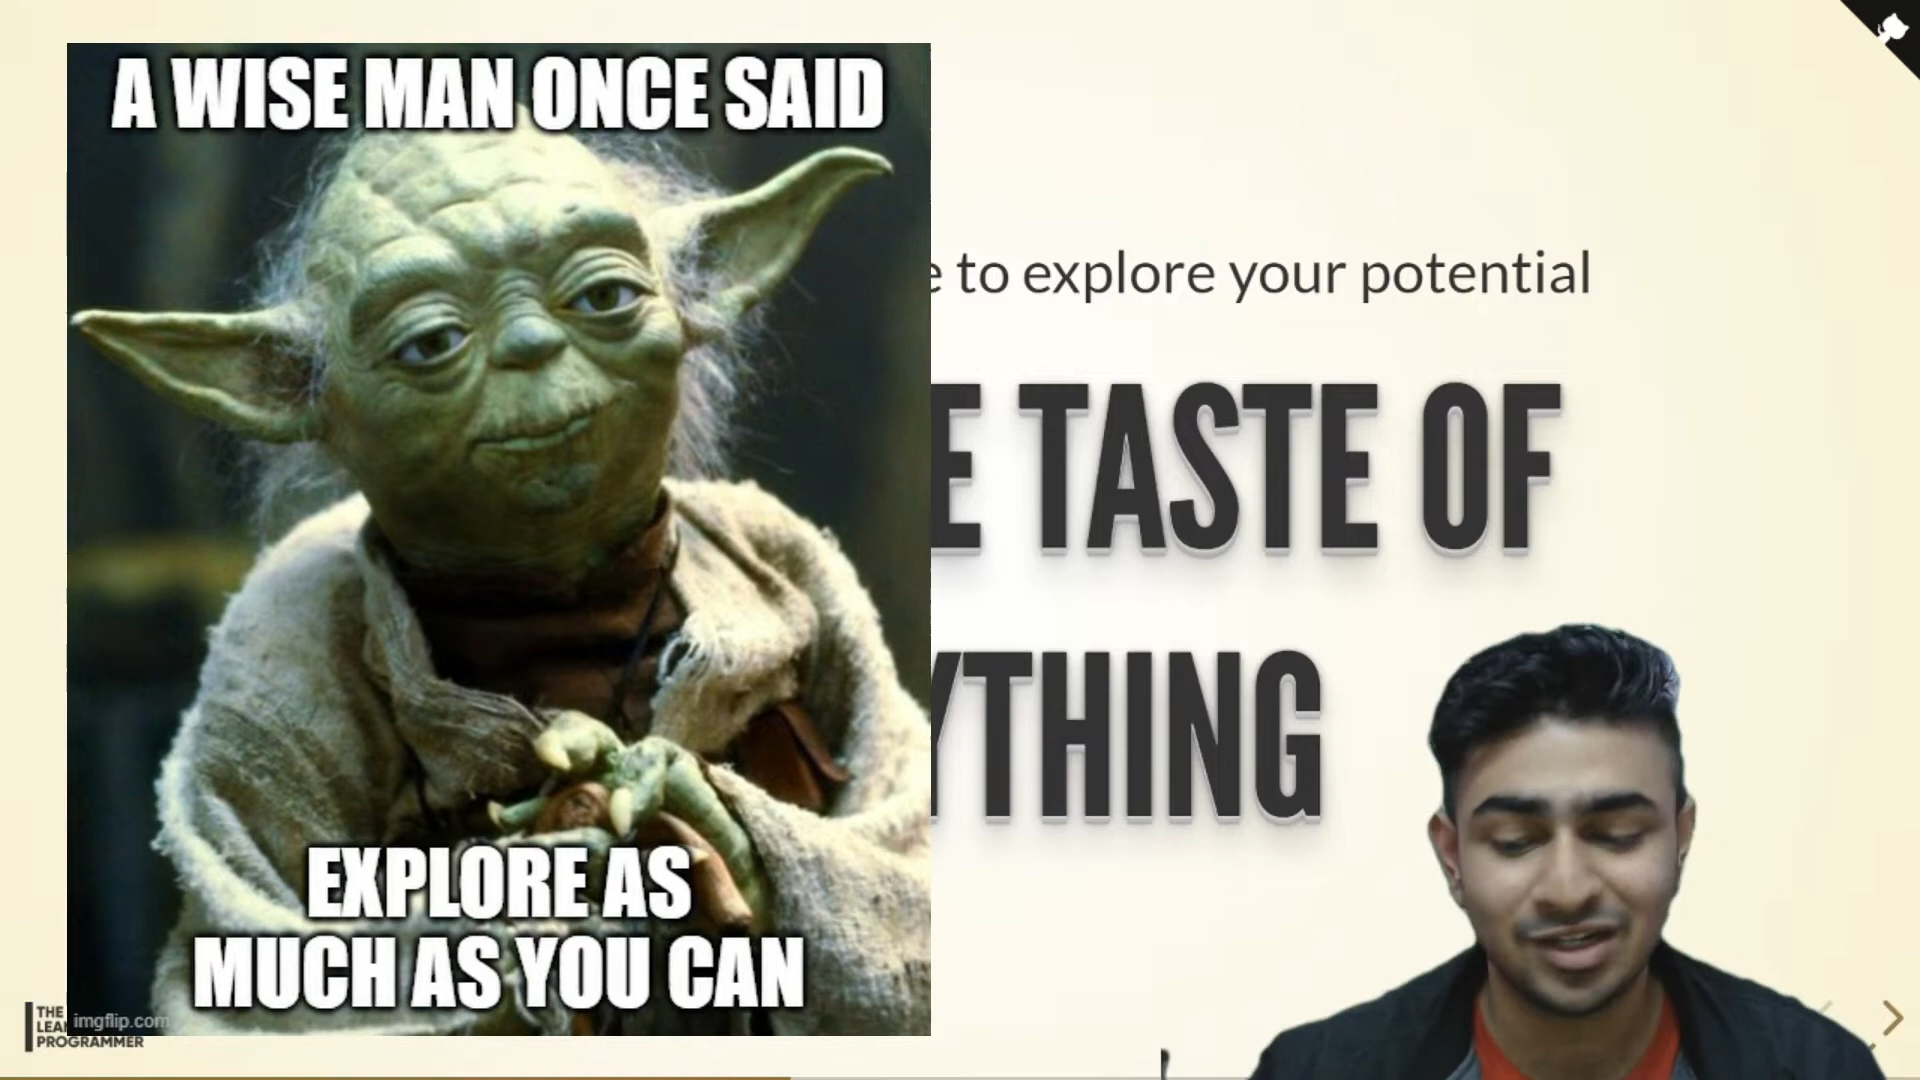 A WISE MAN ONCE SAID
e to explore your potential
E TASTE OF
YTHING
EXPLORE AS
MUCH AS YOU CAN
imgflip.com
THE
LEA
PROGRAMMER